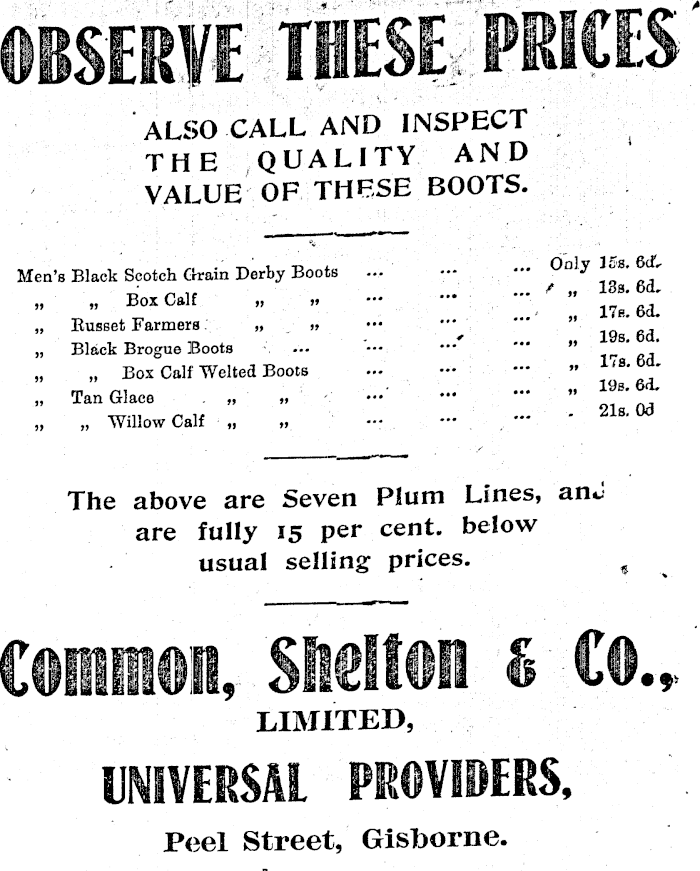 OBSERVE THESE PRICES
ALSO CALL AND INSPECT
THE QUALITY AND
VALUE OF THESE BOOTS.
Men's Black Scotch Grain Derby Boots ... ... ... Only 15s. 6d.
„ „ Box Calf „ „ ... ... ... „ 13s. 6d.
„ Russet Farmers „ „ ... ... ... „ 17s. 6d.
„ Black Brogue Boots ... ... ... ... „ 19s. 6d.
„ „ Box Calf Welted Boots ... ... ... „ 17s. 6d.
„ Tan Glace „ „ ... ... ... „ 19s. 6d.
„ „ Willow Calf „ „ ... ... ... 21s. 0d
The above are Seven Plum Lines, and
are fully 15 per cent. below
usual selling prices.
Common, Shelton & Co.,
LIMITED,
UNIVERSAL PROVIDERS,
Peel Street, Gisborne.